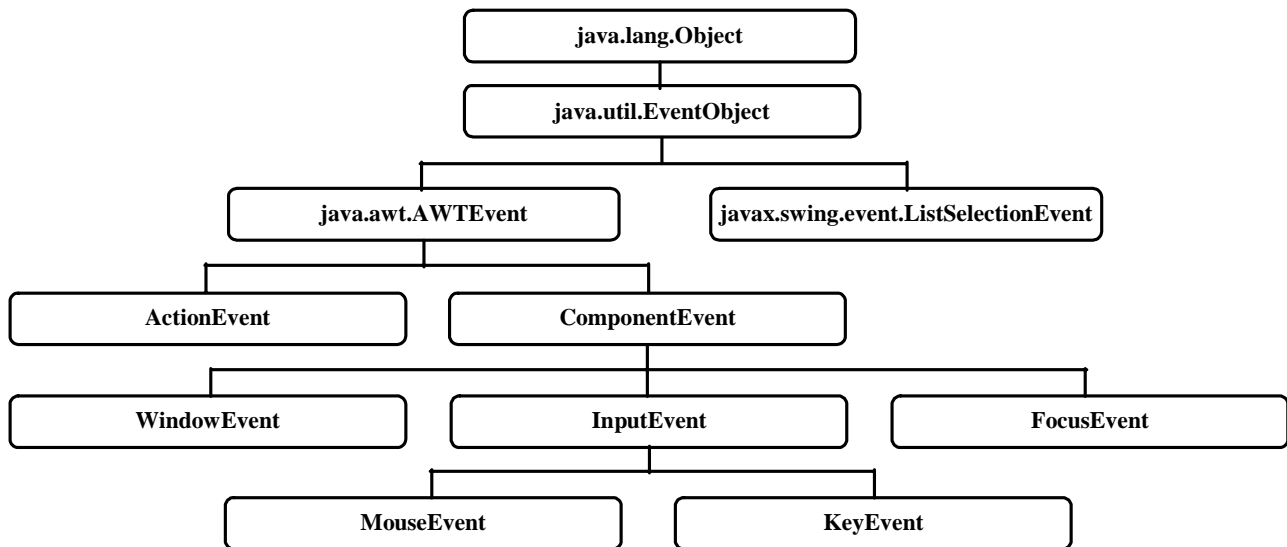 java.lang.Object
java.util.EventObject
java.awt.AWTEvent
javax.swing.event.ListSelectionEvent
ActionEvent
ComponentEvent
WindowEvent
InputEvent
FocusEvent
MouseEvent
KeyEvent